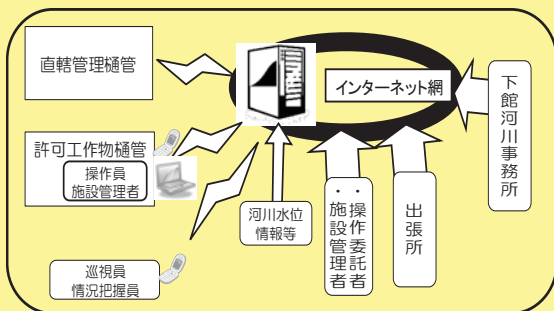 直轄管理樋管
インターネット網
下館河川事務所
許可工作物樋管
操作員
施設管理者
河川水位
情報等
・操作委託者
・施設管理者
出張所
巡視員
情況把握員